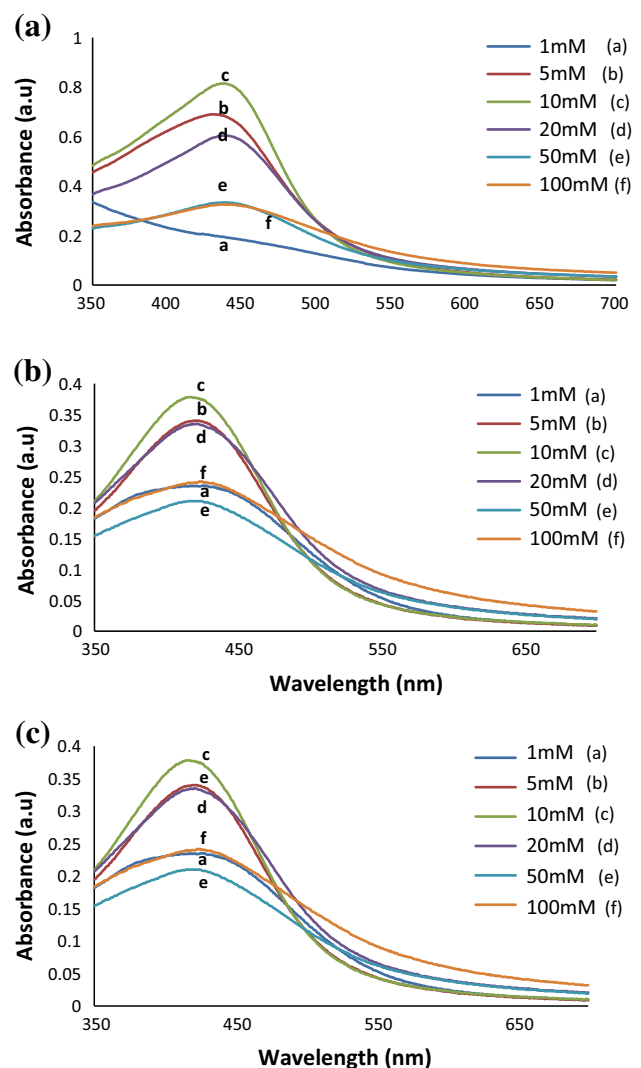 (a)
1
0.8
0.6
0.4
0.2
0
Absorbance (a.u)
c
b
d
e
f
a
1mM (a)
5mM (b)
10mM (c)
20mM (d)
50mM (e)
100mM (f)
350 400 450 500 550 600 650 700
(b)
0.4
0.35
0.3
0.25
0.2
0.15
0.1
0.05
0
Absorbance (a.u)
c
b
d
f
a
e
1mM (a)
5mM (b)
10mM (c)
20mM (d)
50mM (e)
100mM (f)
350 450 550 650
Wavelength (nm)
(c)
0.4
0.35
0.3
0.25
0.2
0.15
0.1
0.05
0
Absorbance (a.u)
c
e
d
f
a
e
1mM (a)
5mM (b)
10mM (c)
20mM (d)
50mM (e)
100mM (f)
350 450 550 650
Wavelength (nm)